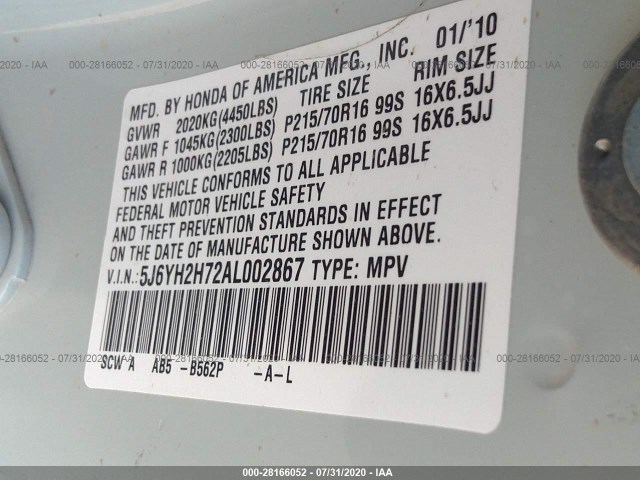 MFD. BY HONDA OF AMERICA MFG., INC. 01/'10
GVWR 2020KG(4450LBS) TIRE SIZE RIM SIZE
GAWR F 1045KG(2300LBS) P215/70R16 99S 16X6.5JJ
GAWR R 1000KG(2205LBS) P215/70R16 99S 16X6.5JJ
THIS VEHICLE CONFORMS TO ALL APPLICABLE
FEDERAL MOTOR VEHICLE SAFETY
AND THEFT PREVENTION STANDARDS IN EFFECT
ON THE DATE OF MANUFACTURE SHOWN ABOVE.
V.I.N.: 5J6YH2H72AL002867 TYPE: MPV
SCW A AB5 -B562P -A-L
000-28166052 - 07/31/2020 - IAA